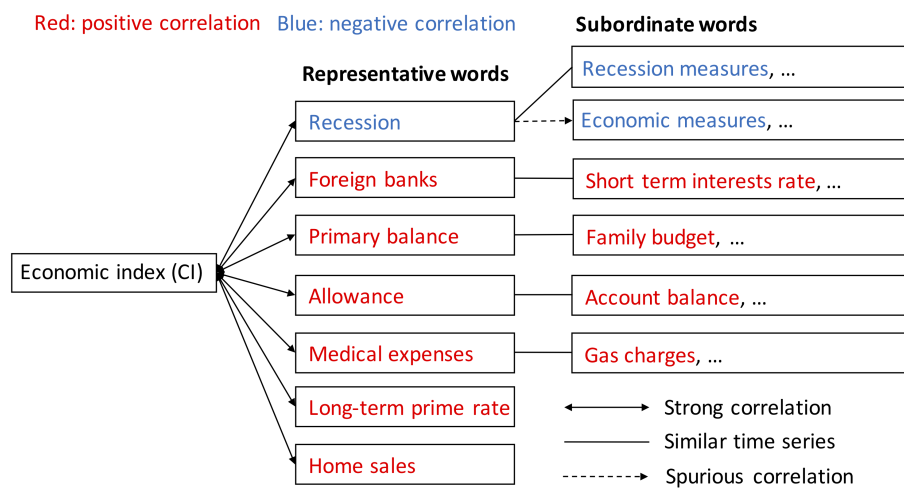 Red: positive correlation
Blue: negative correlation
Subordinate words
Representative words
Recession measures, ...
Recession
Economic measures, ...
Foreign banks
Short term interests rate, ...
Primary balance
Family budget, ...
Economic index (CI)
Allowance
Account balance, ...
Medical expenses
Gas charges, ...
Long-term prime rate
Strong correlation
Similar time series
Home sales
Spurious correlation